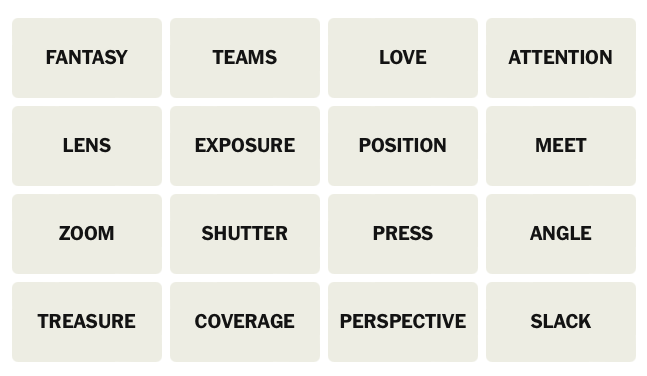 FANTASY TEAMS LOVE ATTENTION
LENS EXPOSURE POSITION MEET
ZOOM SHUTTER PRESS ANGLE
TREASURE COVERAGE PERSPECTIVE SLACK